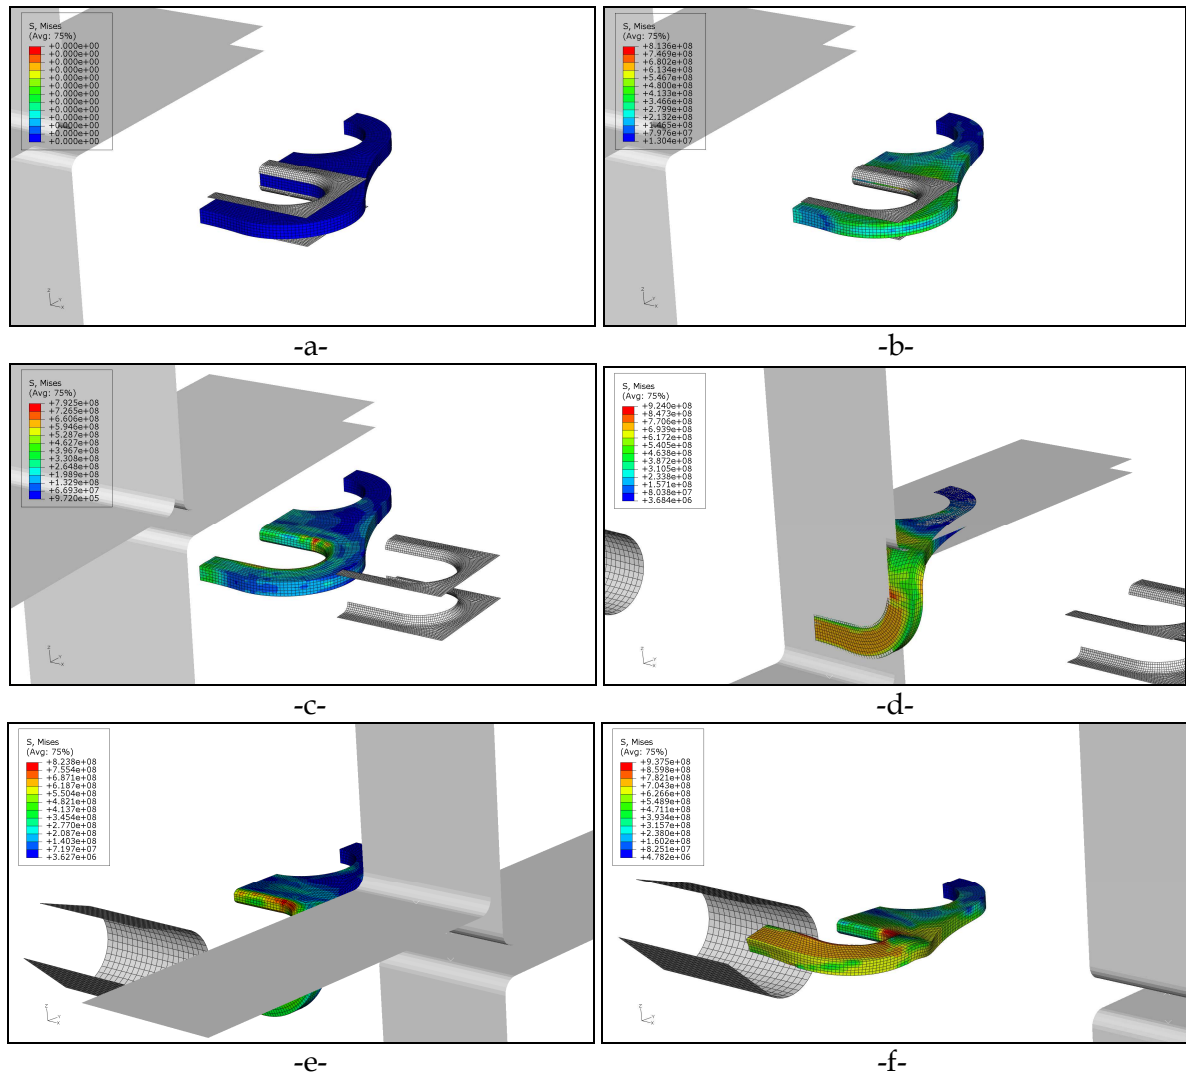 S, Mises
(Avg: 75%)
+0.000e+00
+0.000e+00
+0.000e+00
+0.000e+00
+0.000e+00
+0.000e+00
+0.000e+00
+0.000e+00
+0.000e+00
+0.000e+00
+0.000e+00
+0.000e+00
+0.000e+00
Z
Y
X
-a-
S, Mises
(Avg: 75%)
+8.136e+08
+7.469e+08
+6.802e+08
+6.134e+08
+5.467e+08
+4.800e+08
+4.133e+08
+3.466e+08
+2.799e+08
+2.132e+08
+1.465e+08
+7.976e+07
+1.304e+07
Z
Y
X
-b-
S, Mises
(Avg: 75%)
+7.925e+08
+7.265e+08
+6.606e+08
+5.946e+08
+5.287e+08
+4.627e+08
+3.967e+08
+3.308e+08
+2.648e+08
+1.989e+08
+1.329e+08
+6.693e+07
+9.720e+05
Z
Y
X
-c-
S, Mises
(Avg: 75%)
+9.240e+08
+8.473e+08
+7.706e+08
+6.939e+08
+6.172e+08
+5.405e+08
+4.638e+08
+3.872e+08
+3.105e+08
+2.338e+08
+1.571e+08
+8.038e+07
+3.684e+06
Z
Y
X
-d-
S, Mises
(Avg: 75%)
+8.238e+08
+7.554e+08
+6.871e+08
+6.187e+08
+5.504e+08
+4.821e+08
+4.137e+08
+3.454e+08
+2.770e+08
+2.087e+08
+1.403e+08
+7.197e+07
+3.627e+06
Z
Y
X
-e-
S, Mises
(Avg: 75%)
+9.375e+08
+8.598e+08
+7.821e+08
+7.043e+08
+6.266e+08
+5.489e+08
+4.711e+08
+3.934e+08
+3.157e+08
+2.380e+08
+1.602e+08
+8.251e+07
+4.782e+06
Z
Y
X
-f-